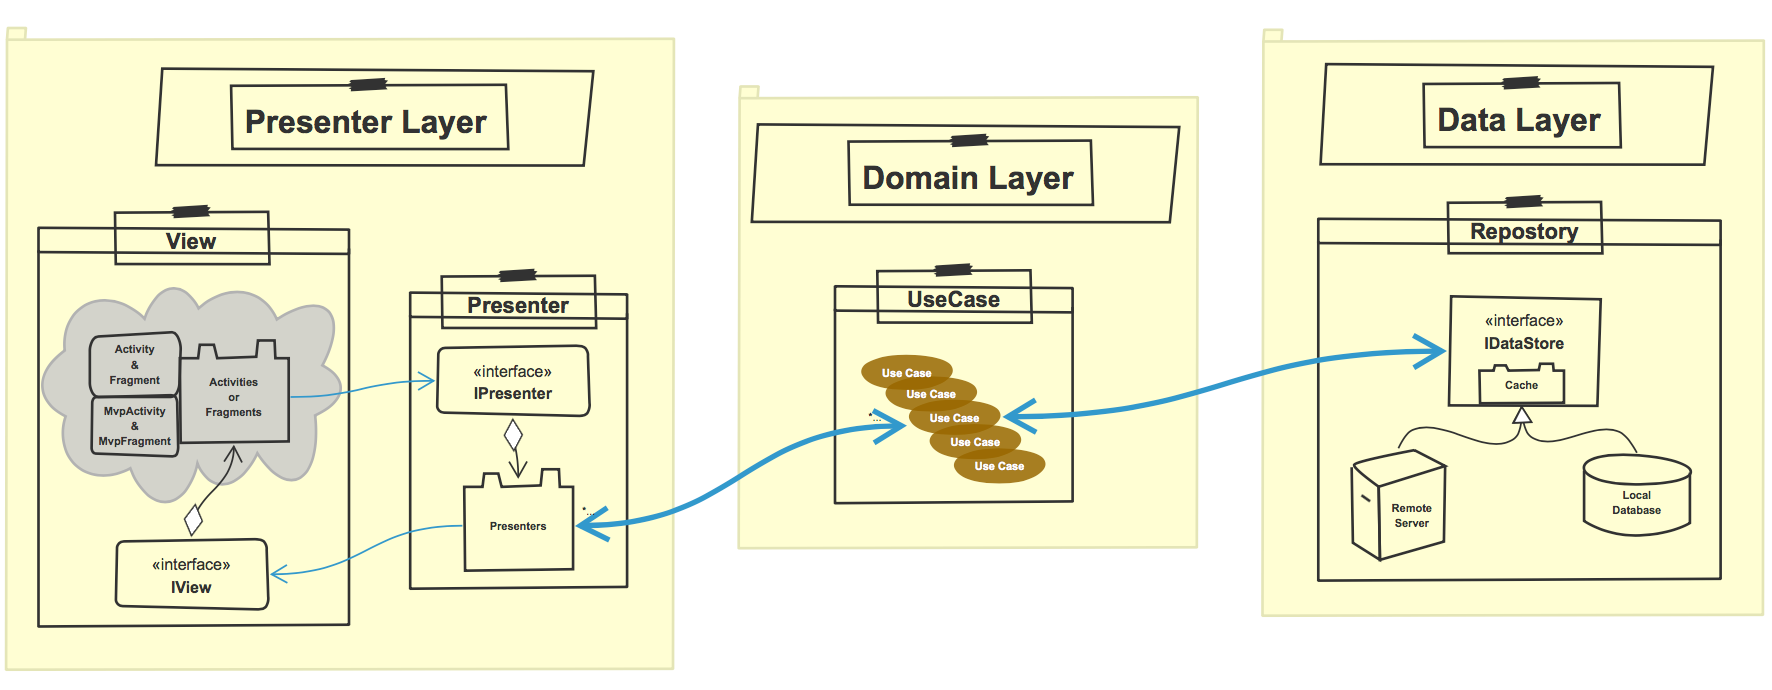 Presenter Layer
View
Activity
&
Fragment
MvpActivity
&
MvpFragment
Activities
or
Fragments
«interface»
IView
Presenter
«interface»
IPresenter
Presenters
*...
Domain Layer
UseCase
*...
Use Case
Use Case
Use Case
Use Case
Use Case
Data Layer
Repostory
«interface»
IDataStore
Cache
Remote
Server
Local
Database